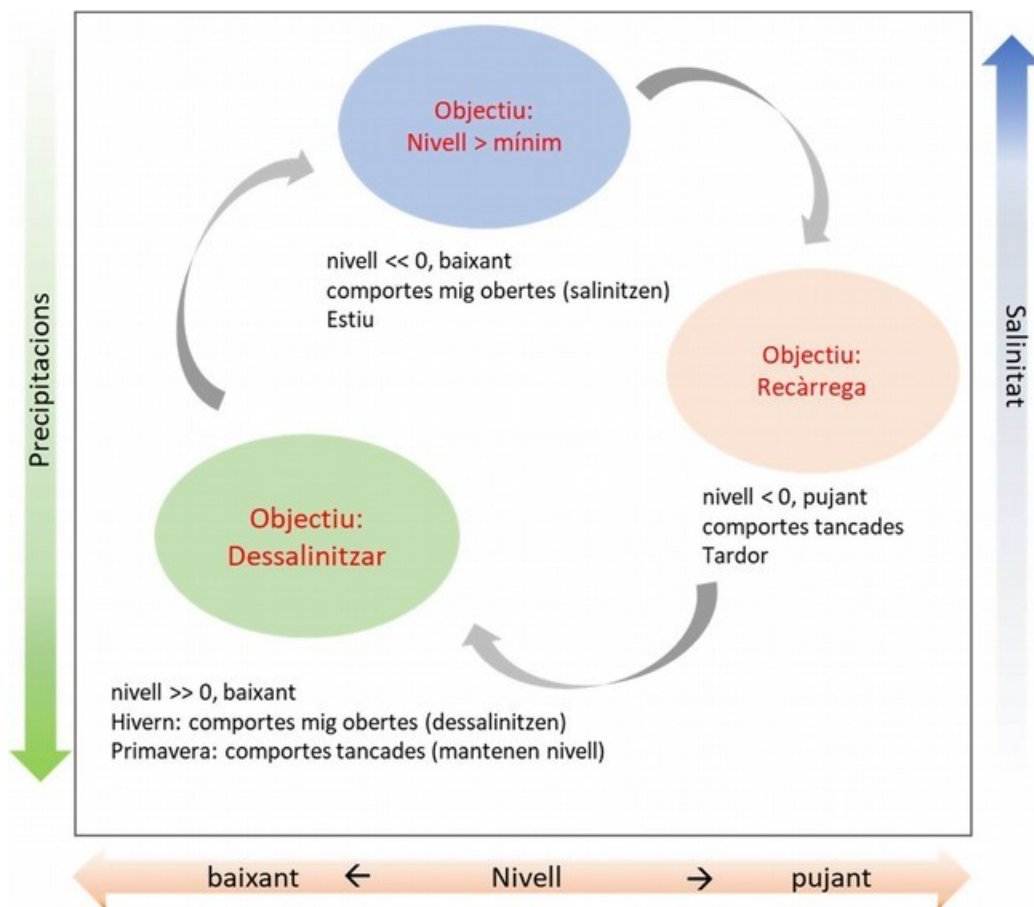 Objectiu:
Nivell > mínim
nivell << 0, baixant
comportes mig obertes (salinitzen)
Estiu
Objectiu:
Recàrrega
nivell < 0, pujant
comportes tancades
Tardor
Objectiu:
Dessalinitzar
nivell >> 0, baixant
Hivern: comportes mig obertes (dessalinitzen)
Primavera: comportes tancades (mantenen nivell)
Precipitacions
Salinitat
baixant ← Nivell → pujant